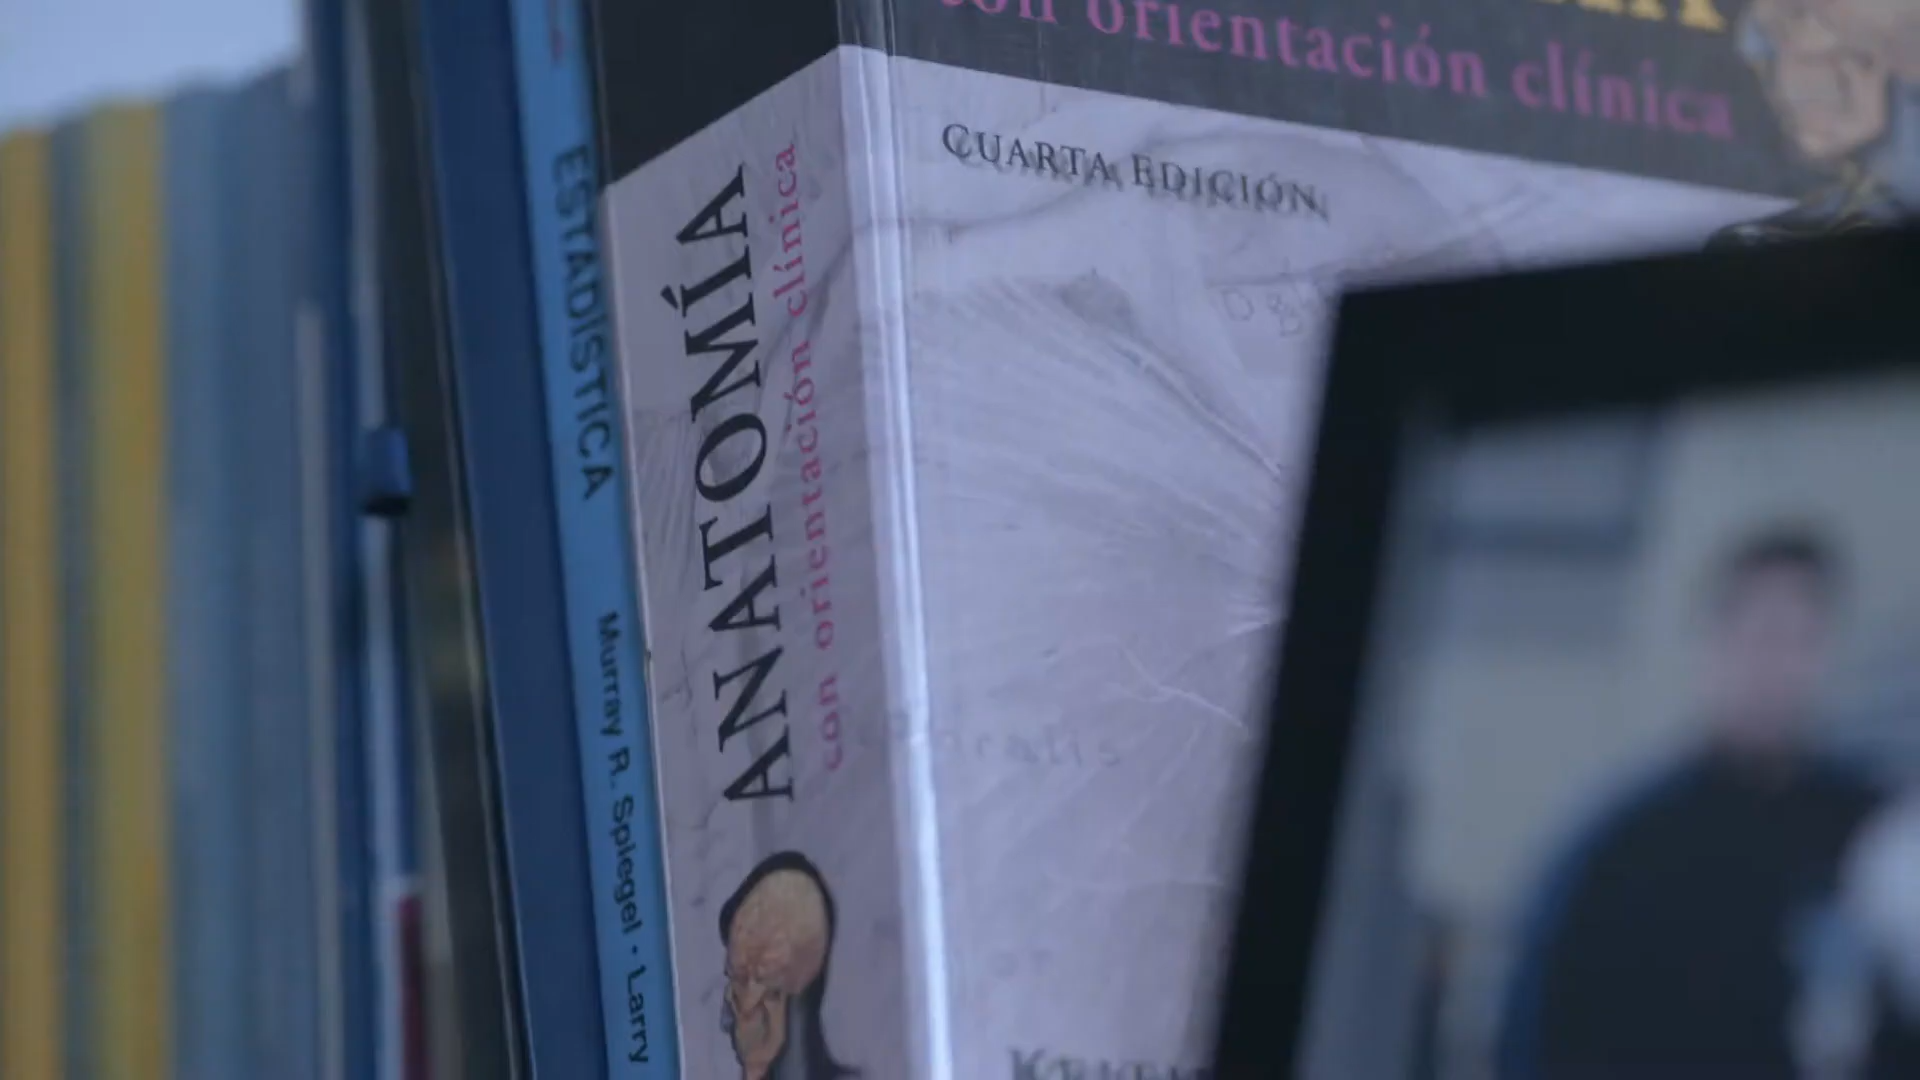 con orientación clínica
CUARTA EDICIÓN
ESTADÍSTICA
Murray R. Spiegel · Larry
ANATOMÍA
con orientación clínica